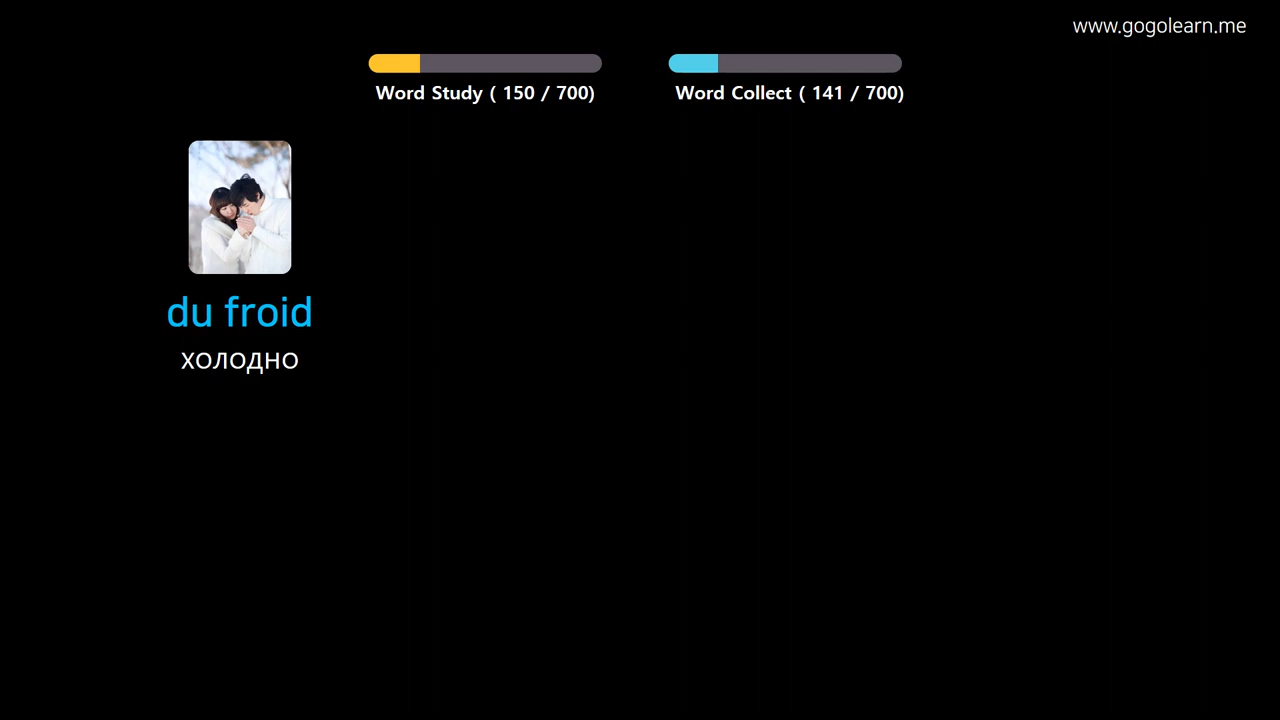 www.gogolearn.me
Word Study ( 150 / 700)
Word Collect ( 141 / 700)
du froid
холодно